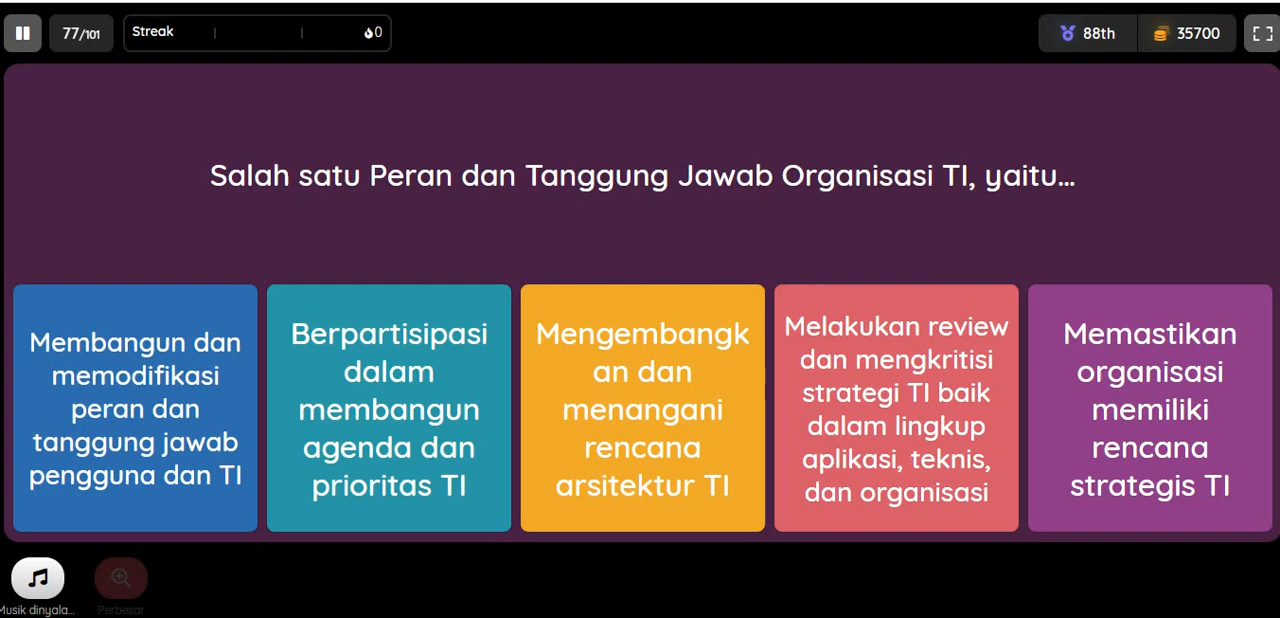 77/101
Streak
0
88th
35700
Salah satu Peran dan Tanggung Jawab Organisasi TI, yaitu...
Membangun dan
memodifikasi
peran dan
tanggung jawab
pengguna dan TI
Berpartisipasi
dalam
membangun
agenda dan
prioritas TI
Mengembangk
an dan
menangani
rencana
arsitektur TI
Melakukan review
dan mengkritisi
strategi TI baik
dalam lingkup
aplikasi, teknis,
dan organisasi
Memastikan
organisasi
memiliki
rencana
strategis TI
Musik dinyala...
Perbesar